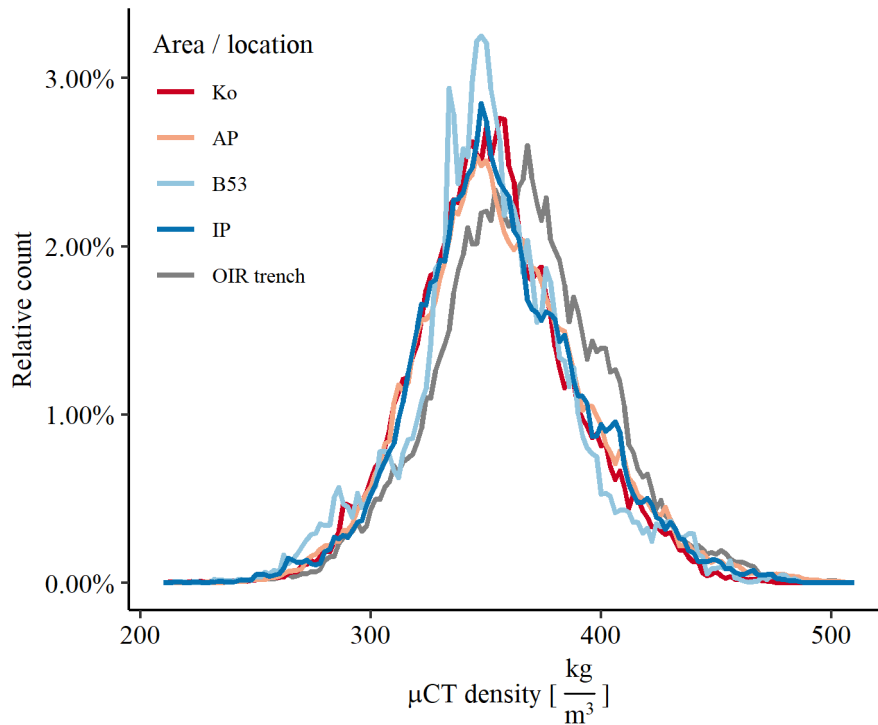 Area / location
Ko
AP
B53
IP
OIR trench
Relative count
3.00%
2.00%
1.00%
0.00%
200
300
400
500
μCT density [ kg/m³ ]